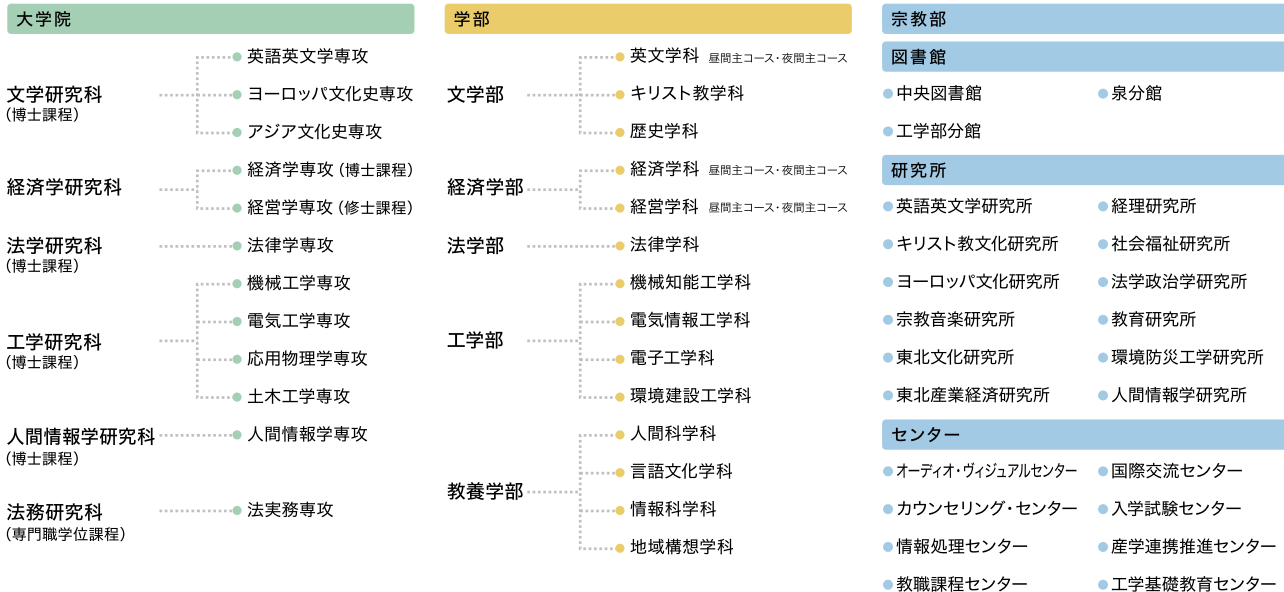 大学院
文学研究科
(博士課程)
英語英文学専攻
ヨーロッパ文化史専攻
アジア文化史専攻
経済学研究科
経済学専攻(博士課程)
経営学専攻(修士課程)
法学研究科
(博士課程)
法律学専攻
工学研究科
(博士課程)
機械工学専攻
電気工学専攻
応用物理学専攻
土木工学専攻
人間情報学研究科
(博士課程)
人間情報学専攻
法務研究科
(専門職学位課程)
法実務専攻
学部
文学部
英文学科 昼間主コース・夜間主コース
キリスト教学科
歴史学科
経済学部
経済学科 昼間主コース・夜間主コース
経営学科 昼間主コース・夜間主コース
法学部
法律学科
工学部
機械知能工学科
電気情報工学科
電子工学科
環境建設工学科
教養学部
人間科学科
言語文化学科
情報科学科
地域構想学科
宗教部
図書館
中央図書館 泉分館
工学部分館
研究所
英語英文学研究所 経理研究所
キリスト教文化研究所 社会福祉研究所
ヨーロッパ文化研究所 法学政治学研究所
宗教音楽研究所 教育研究所
東北文化研究所 環境防災工学研究所
東北産業経済研究所 人間情報学研究所
センター
オーディオ・ヴィジュアルセンター 国際交流センター
カウンセリング・センター 入学試験センター
情報処理センター 産学連携推進センター
教職課程センター 工学基礎教育センター